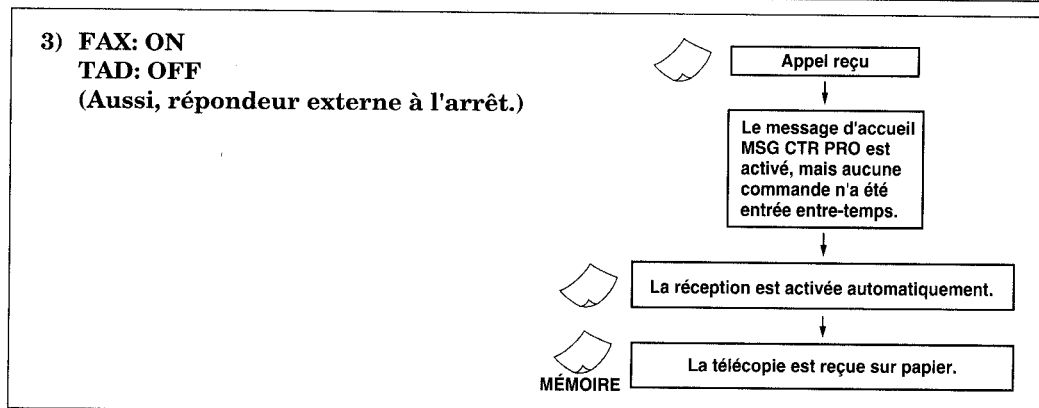 3) FAX: ON
TAD: OFF
(Aussi, répondeur externe à l'arrêt.)
Appel reçu
Le message d'accueil
MSG CTR PRO est
activé, mais aucune
commande n'a été
entrée entre-temps.
La réception est activée automatiquement.
La télécopie est reçue sur papier.
MÉMOIRE